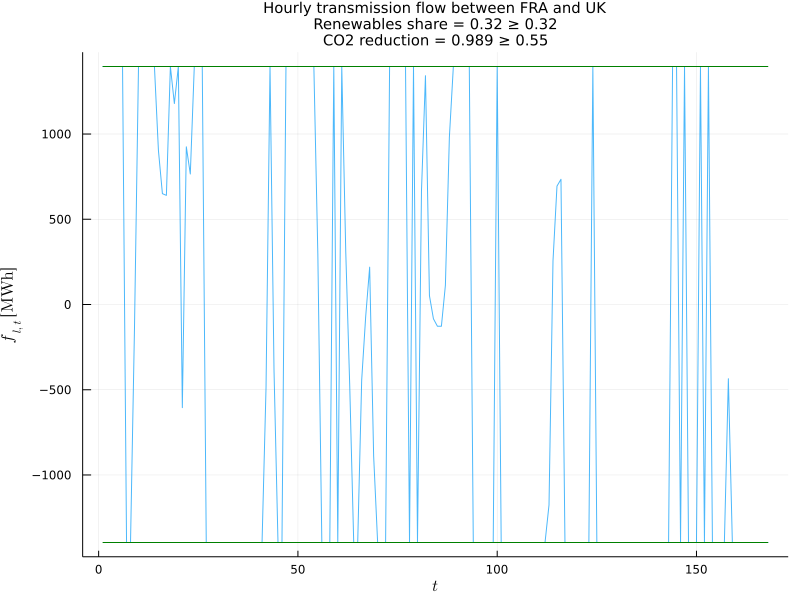 Hourly transmission flow between FRA and UK
Renewables share = 0.32 ≥ 0.32
CO2 reduction = 0.989 ≥ 0.55
f l,t [MWh]
1000
500
0
−500
−1000
0 50 100 150
t